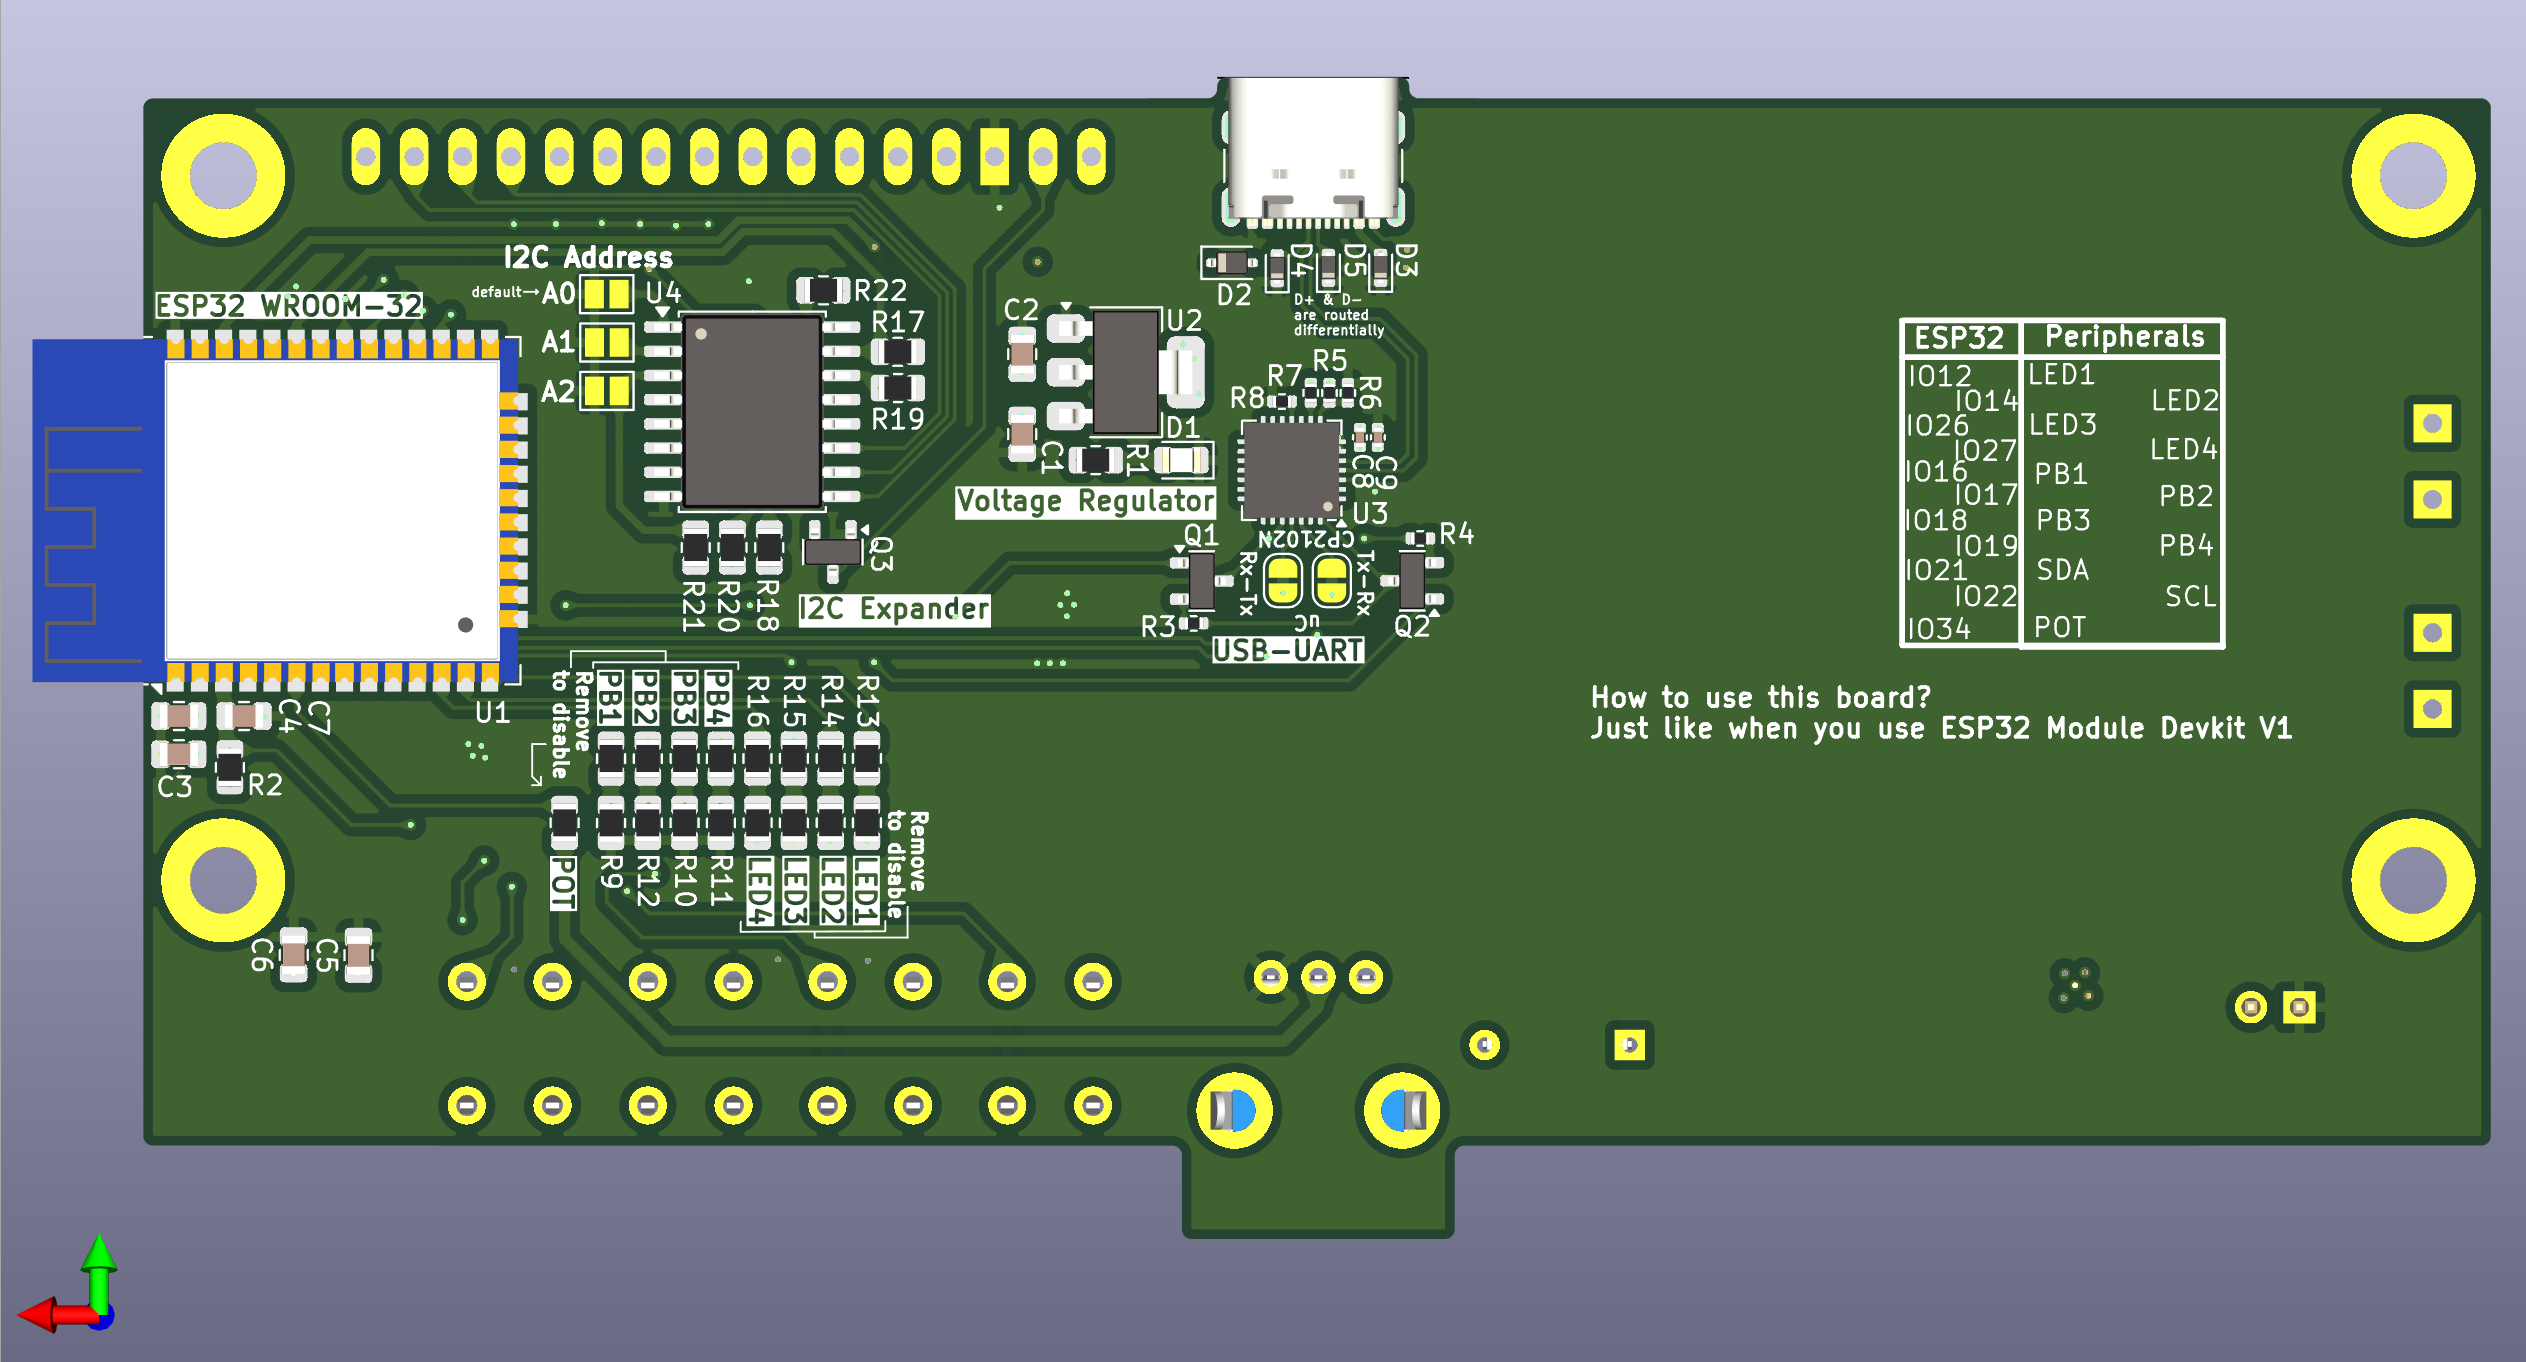 I2C Address
default→ A0
A1
A2
U4
R22
R17
R19
ESP32 WROOM-32
C2
U2
D1
C1
R1
Voltage Regulator
D2
D4
D5
D3
D+ & D-
are routed
differentially
R5
R7
R8
R6
C8
C9
U3
CP2102N
Q1
R4
Rx-Tx
Tx-Rx
uC
R3
Q2
USB-UART
Q3
R21
R20
R18
I2C Expander
U1
C4
C7
C3
R2
Remove
to disable
PB1
PB2
PB3
PB4
R16
R15
R14
R13
POT
R9
R12
R10
R11
LED4
LED3
LED2
LED1
Remove
to disable
C6
C5
ESP32 Peripherals
IO12 LED1
IO14 LED2
IO26 LED3
IO27 LED4
IO16 PB1
IO17 PB2
IO18 PB3
IO19 PB4
IO21 SDA
IO22 SCL
IO34 POT
How to use this board?
Just like when you use ESP32 Module Devkit V1